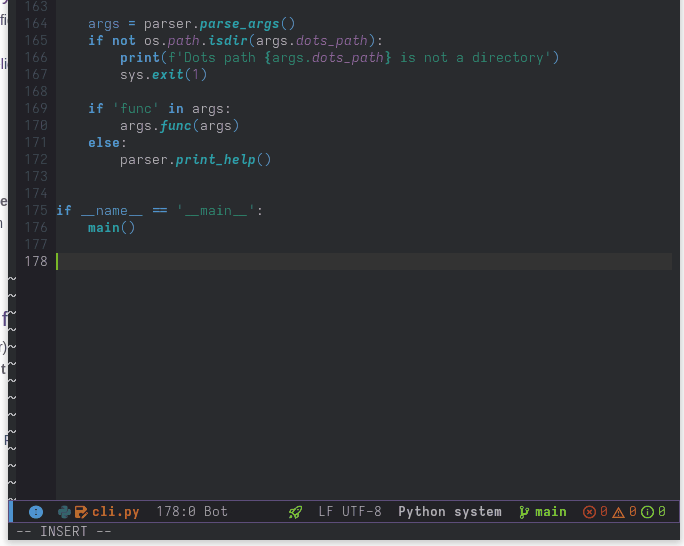 163
164     args = parser.parse_args()
165     if not os.path.isdir(args.dots_path):
166         print(f'Dots path {args.dots_path} is not a directory')
167         sys.exit(1)
168
169     if 'func' in args:
170         args.func(args)
171     else:
172         parser.print_help()
173
174
175 if __name__ == '__main__':
176     main()
177
178
~
~
~
~
~
~
~
~
~
~
~
~
~
~
cli.py 178:0 Bot LF UTF-8 Python system main 0 0 0
-- INSERT --